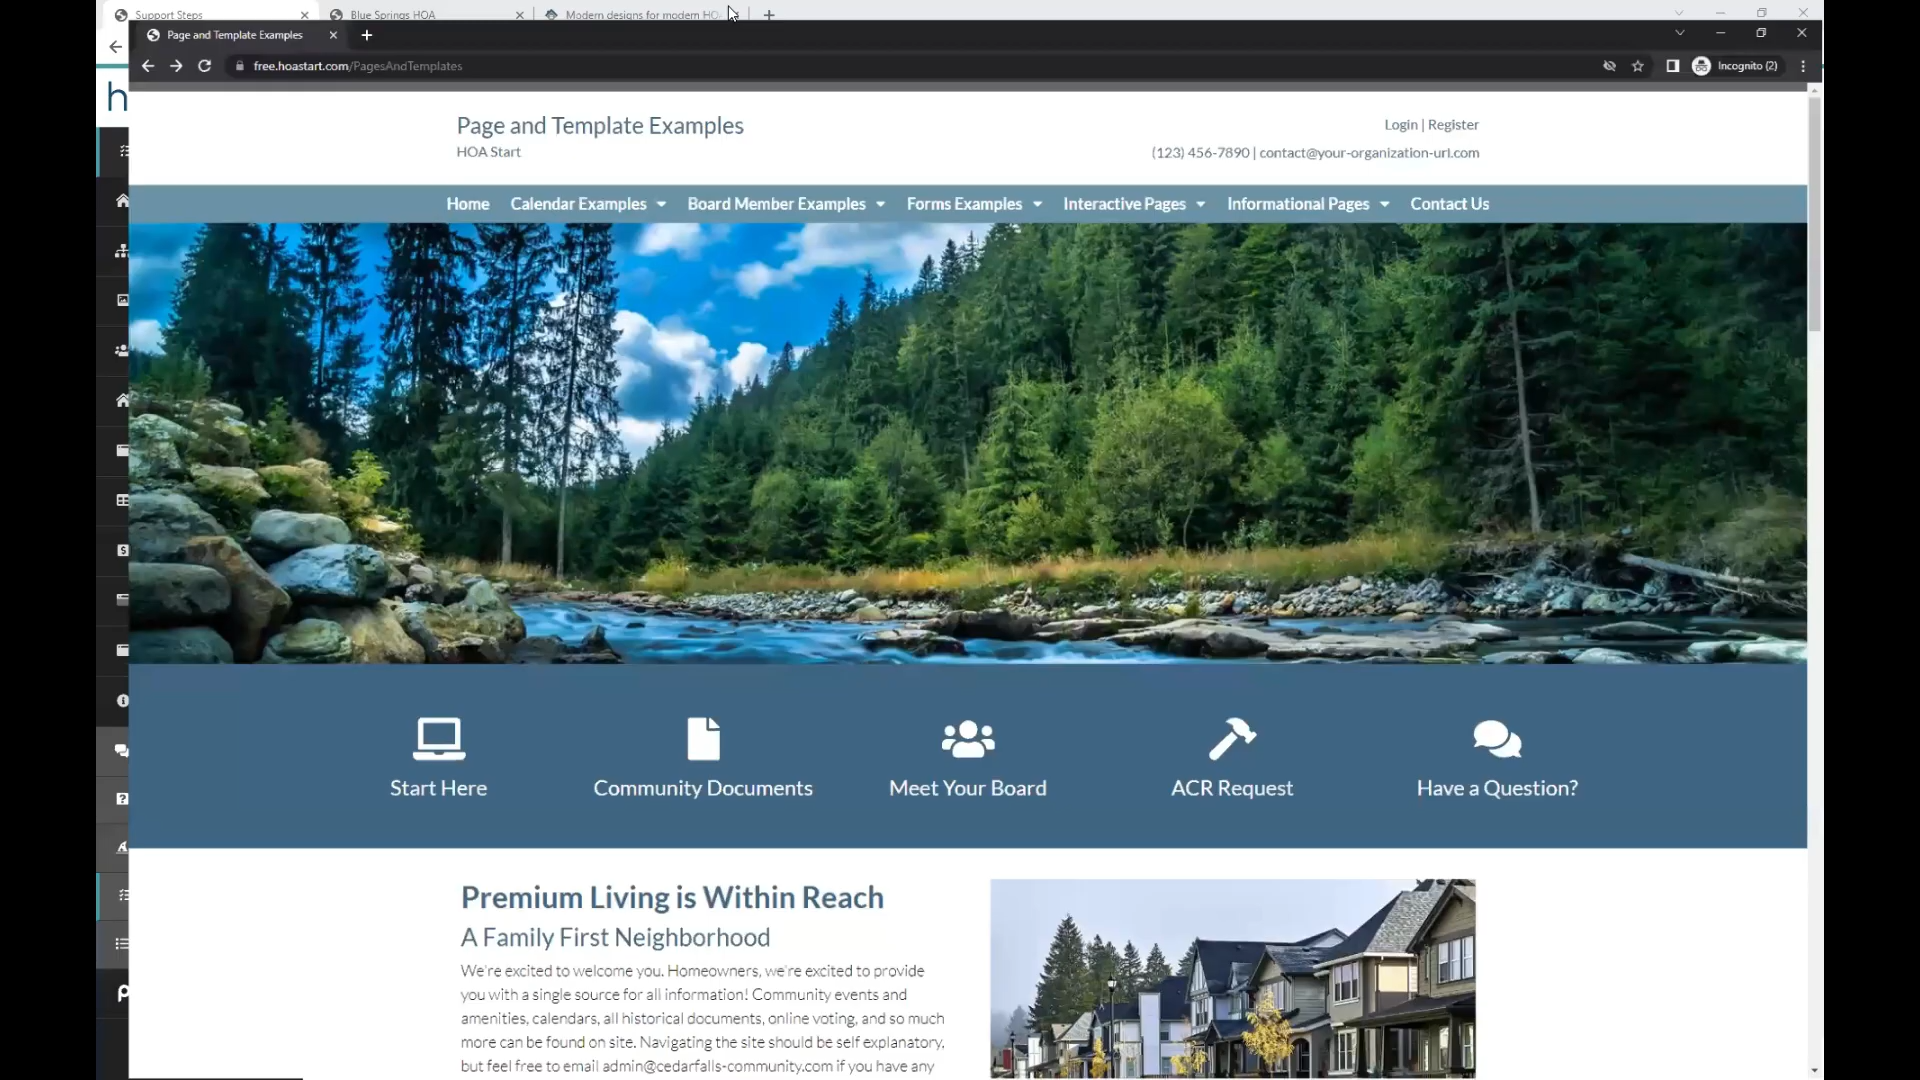 Support Steps
Blue Springs HOA
Modern designs for modern HO
Page and Template Examples
free.hoastart.com/PagesAndTemplates
Incognito (2)
h
Page and Template Examples
HOA Start
Login | Register
(123) 456-7890 | contact@your-organization-url.com
Home
Calendar Examples
Board Member Examples
Forms Examples
Interactive Pages
Informational Pages
Contact Us
Start Here
Community Documents
Meet Your Board
ACR Request
Have a Question?
Premium Living is Within Reach
A Family First Neighborhood
We're excited to welcome you. Homeowners, we're excited to provide
you with a single source for all information! Community events and
amenities, calendars, all historical documents, online voting, and so much
more can be found on site. Navigating the site should be self explanatory,
but feel free to email admin@cedarfalls-community.com if you have any